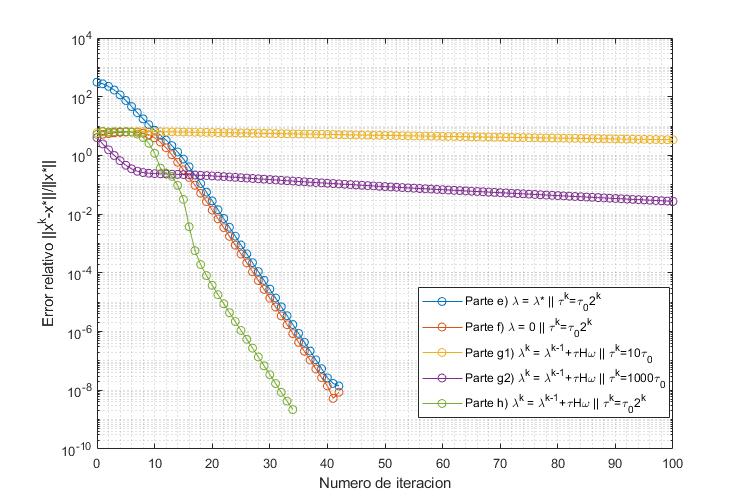 10^4
10^2
10^0
10^-2
10^-4
10^-6
10^-8
10^-10
Error relativo ||x^k-x*||/||x*||
0 10 20 30 40 50 60 70 80 90 100
Numero de iteracion
Parte e) λ = λ* || τ^k=τ_0 2^k
Parte f) λ = 0 || τ^k=τ_0 2^k
Parte g1) λ^k = λ^k-1+τHω || τ^k=10τ_0
Parte g2) λ^k = λ^k-1+τHω || τ^k=1000τ_0
Parte h) λ^k = λ^k-1+τHω || τ^k=τ_0 2^k